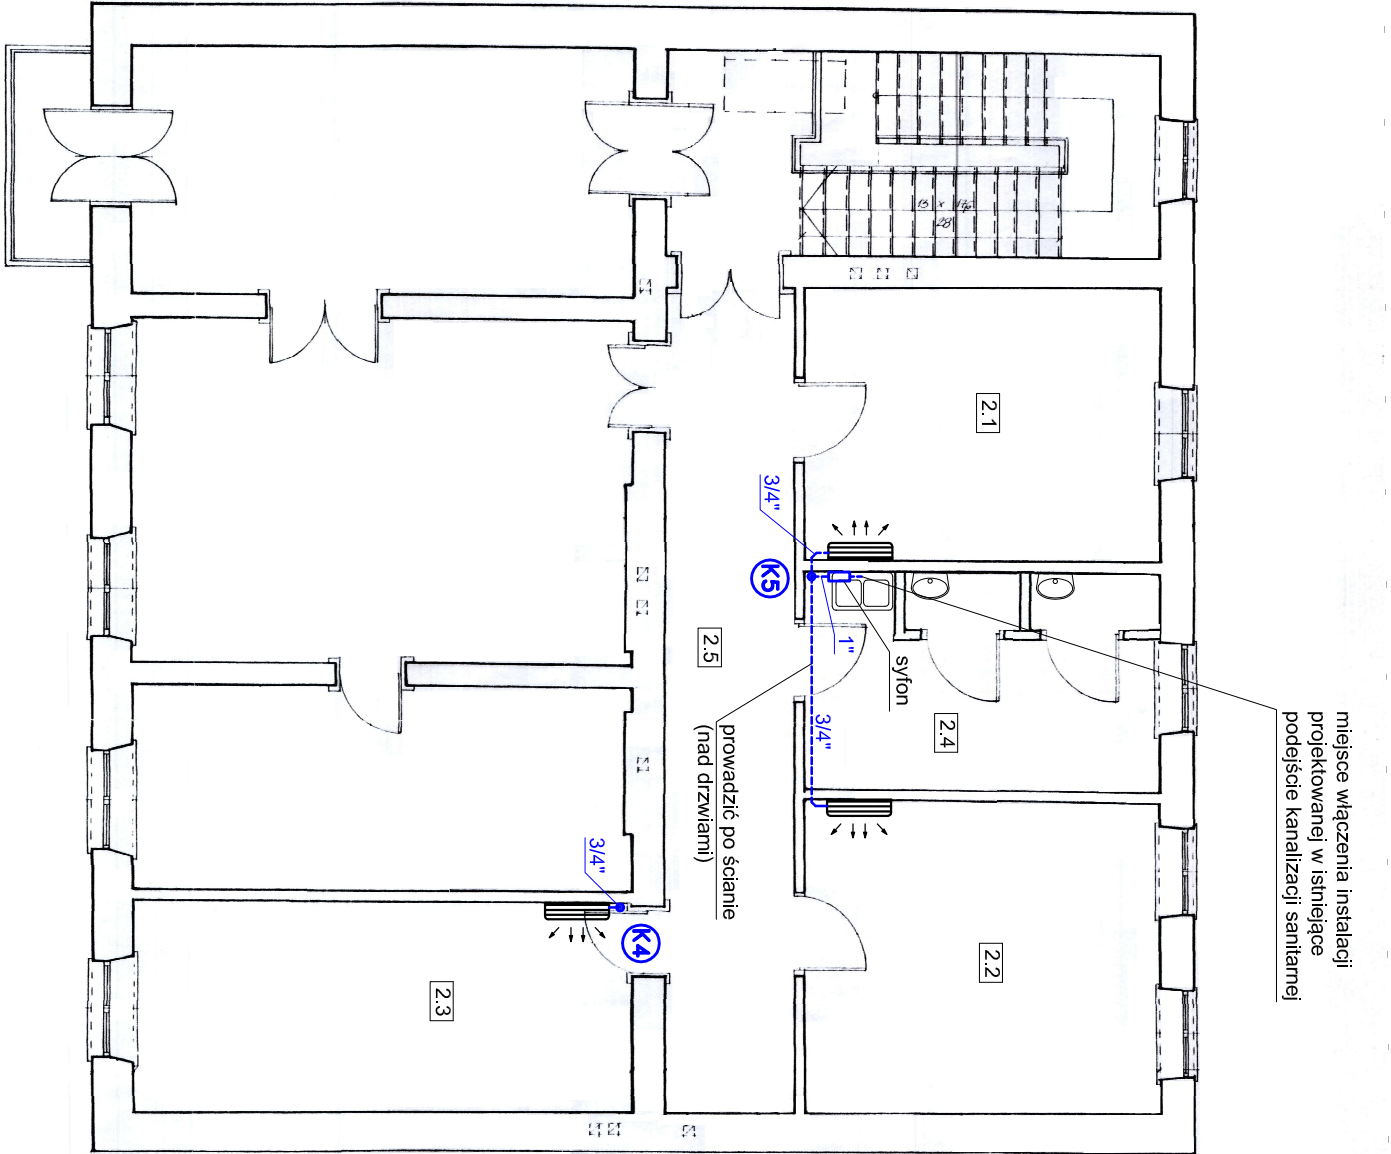 miejsce włączenia instalacji
projektowanej w istniejące
podejście kanalizacji sanitarnej
2.1
3/4"
K5
1"
syfon
2.5
2.4
3/4"
prowadzić po ścianie
(nad drzwiami)
3/4"
K4
2.2
2.3